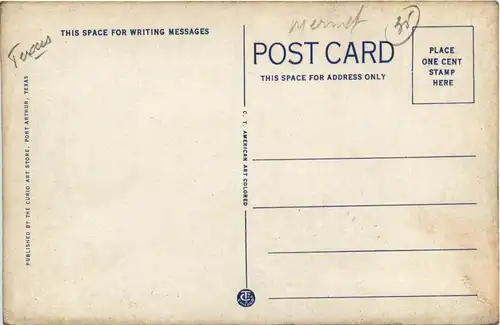 Texas
THIS SPACE FOR WRITING MESSAGES
35
POST CARD
THIS SPACE FOR ADDRESS ONLY
PLACE
ONE CENT
STAMP
HERE
PUBLISHED BY THE CURIO ART STORE, PORT ARTHUR, TEXAS
C. T. AMERICAN ART COLORED